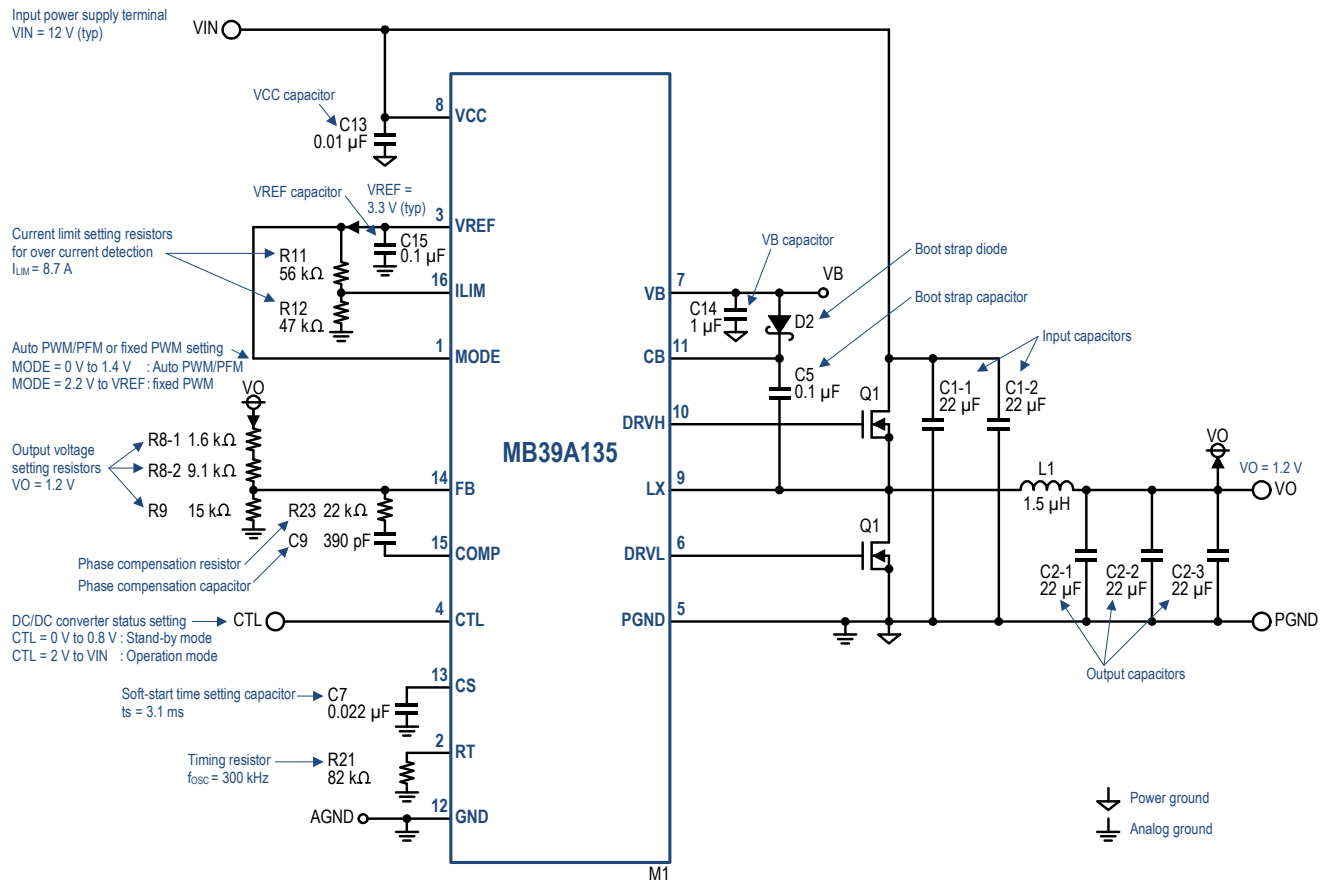 Input power supply terminal
VIN = 12 V (typ)
VIN
VCC capacitor
C13
0.01 µF
8
VCC
VREF capacitor
VREF =
3.3 V (typ)
3
VREF
C15
0.1 µF
Current limit setting resistors
for over current detection
ILIM = 8.7 A
R11
56 kΩ
16
ILIM
R12
47 kΩ
Auto PWM/PFM or fixed PWM setting
MODE = 0 V to 1.4 V : Auto PWM/PFM
MODE = 2.2 V to VREF : fixed PWM
1
MODE
VO
Output voltage
setting resistors
VO = 1.2 V
R8-1 1.6 kΩ
R8-2 9.1 kΩ
R9 15 kΩ
14
FB
R23 22 kΩ
C9 390 pF
15
COMP
Phase compensation resistor
Phase compensation capacitor
DC/DC converter status setting
CTL = 0 V to 0.8 V : Stand-by mode
CTL = 2 V to VIN : Operation mode
CTL
4
CTL
Soft-start time setting capacitor
ts = 3.1 ms
C7
0.022 µF
13
CS
Timing resistor
fOSC = 300 kHz
R21
82 kΩ
2
RT
AGND
12
GND
MB39A135
M1
VB capacitor
Boot strap diode
Boot strap capacitor
7
VB
VB
C14
1 µF
D2
11
CB
C5
0.1 µF
Input capacitors
C1-1
22 µF
C1-2
22 µF
10
DRVH
Q1
9
LX
L1
1.5 µH
VO
VO = 1.2 V
VO
6
DRVL
Q1
C2-1
22 µF
C2-2
22 µF
C2-3
22 µF
5
PGND
PGND
Output capacitors
Power ground
Analog ground